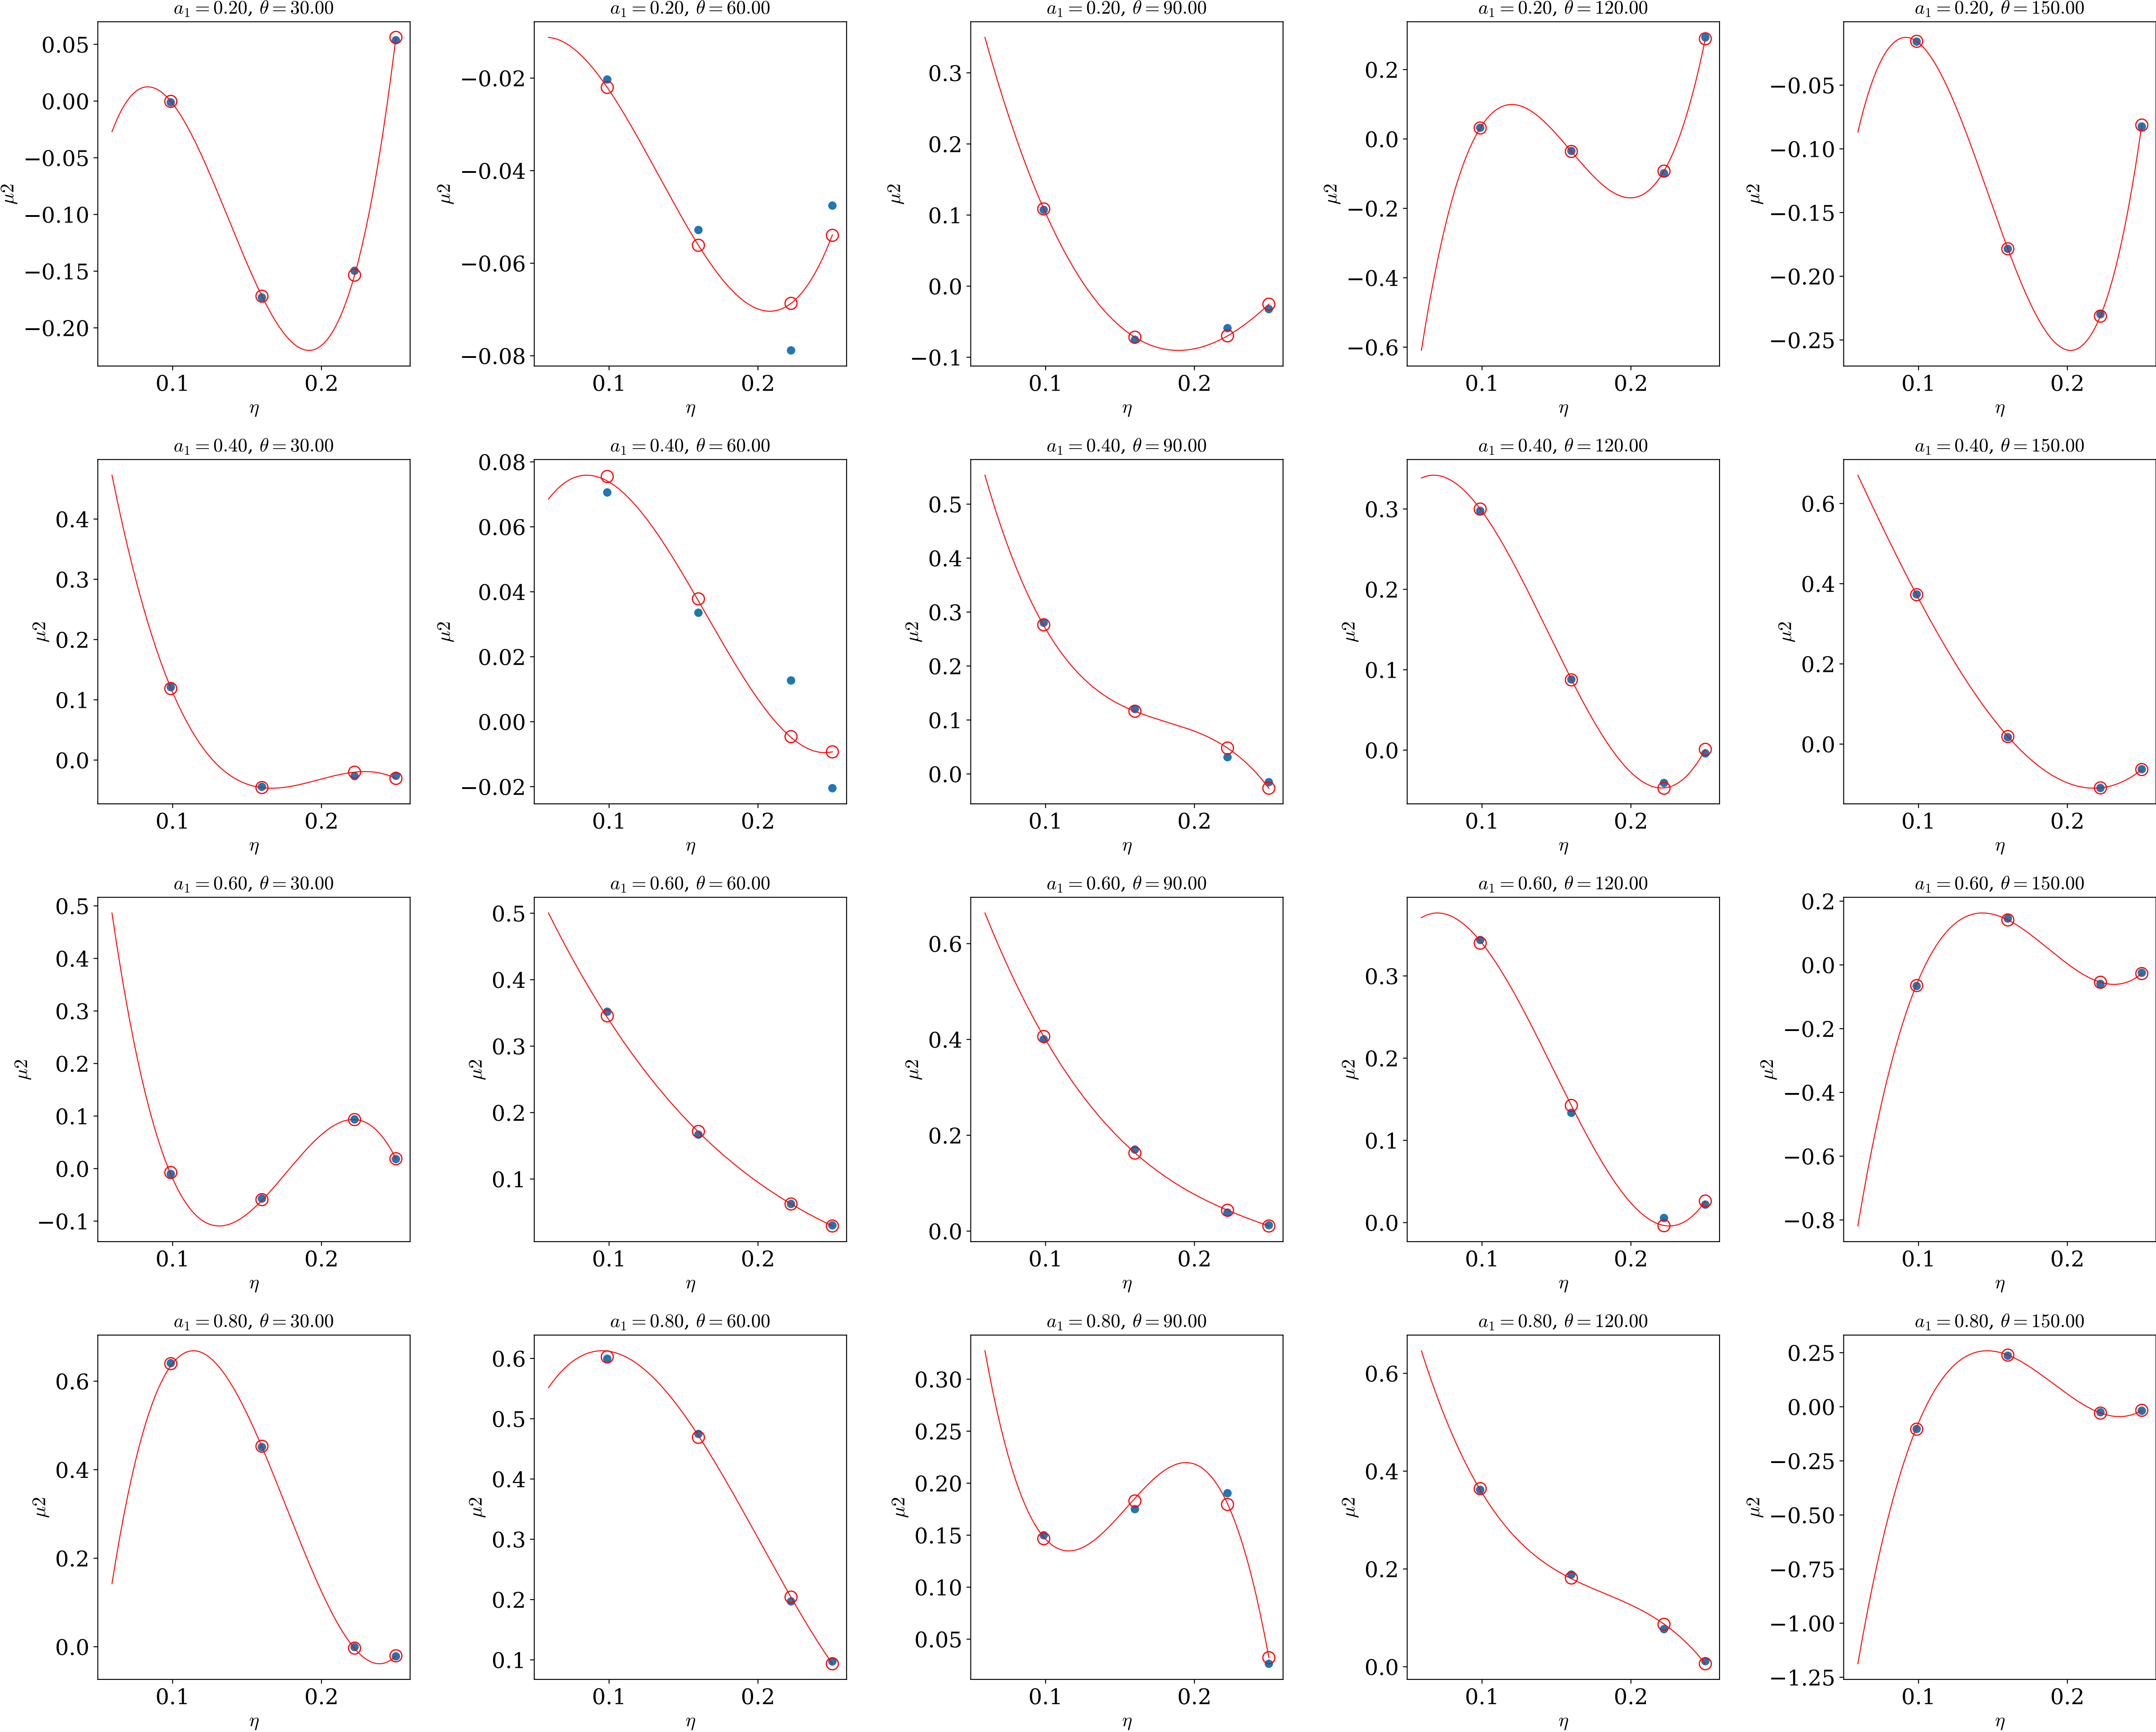 a₁ = 0.20, θ = 30.00
0.05
0.00
−0.05
−0.10
−0.15
−0.20
μ2
0.1 0.2
η
a₁ = 0.20, θ = 60.00
−0.02
−0.04
−0.06
−0.08
μ2
0.1 0.2
η
a₁ = 0.20, θ = 90.00
0.3
0.2
0.1
0.0
−0.1
μ2
0.1 0.2
η
a₁ = 0.20, θ = 120.00
0.2
0.0
−0.2
−0.4
−0.6
μ2
0.1 0.2
η
a₁ = 0.20, θ = 150.00
−0.05
−0.10
−0.15
−0.20
−0.25
μ2
0.1 0.2
η
a₁ = 0.40, θ = 30.00
0.4
0.3
0.2
0.1
0.0
μ2
0.1 0.2
η
a₁ = 0.40, θ = 60.00
0.08
0.06
0.04
0.02
0.00
−0.02
μ2
0.1 0.2
η
a₁ = 0.40, θ = 90.00
0.5
0.4
0.3
0.2
0.1
0.0
μ2
0.1 0.2
η
a₁ = 0.40, θ = 120.00
0.3
0.2
0.1
0.0
μ2
0.1 0.2
η
a₁ = 0.40, θ = 150.00
0.6
0.4
0.2
0.0
μ2
0.1 0.2
η
a₁ = 0.60, θ = 30.00
0.5
0.4
0.3
0.2
0.1
0.0
−0.1
μ2
0.1 0.2
η
a₁ = 0.60, θ = 60.00
0.5
0.4
0.3
0.2
0.1
μ2
0.1 0.2
η
a₁ = 0.60, θ = 90.00
0.6
0.4
0.2
0.0
μ2
0.1 0.2
η
a₁ = 0.60, θ = 120.00
0.3
0.2
0.1
0.0
μ2
0.1 0.2
η
a₁ = 0.60, θ = 150.00
0.2
0.0
−0.2
−0.4
−0.6
−0.8
μ2
0.1 0.2
η
a₁ = 0.80, θ = 30.00
0.6
0.4
0.2
0.0
μ2
0.1 0.2
η
a₁ = 0.80, θ = 60.00
0.6
0.5
0.4
0.3
0.2
0.1
μ2
0.1 0.2
η
a₁ = 0.80, θ = 90.00
0.30
0.25
0.20
0.15
0.10
0.05
μ2
0.1 0.2
η
a₁ = 0.80, θ = 120.00
0.6
0.4
0.2
0.0
μ2
0.1 0.2
η
a₁ = 0.80, θ = 150.00
0.25
0.00
−0.25
−0.50
−0.75
−1.00
−1.25
μ2
0.1 0.2
η